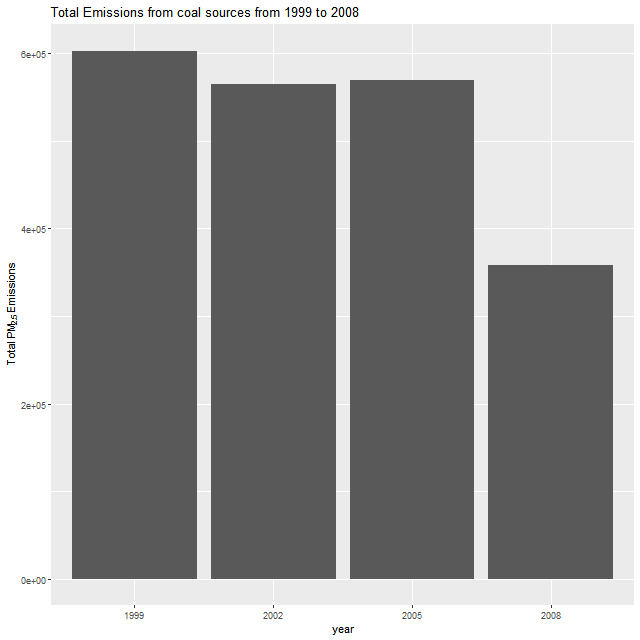 Total Emissions from coal sources from 1999 to 2008
6e+05
4e+05
2e+05
0e+00
Total PM2.5 Emissions
1999 2002 2005 2008
year